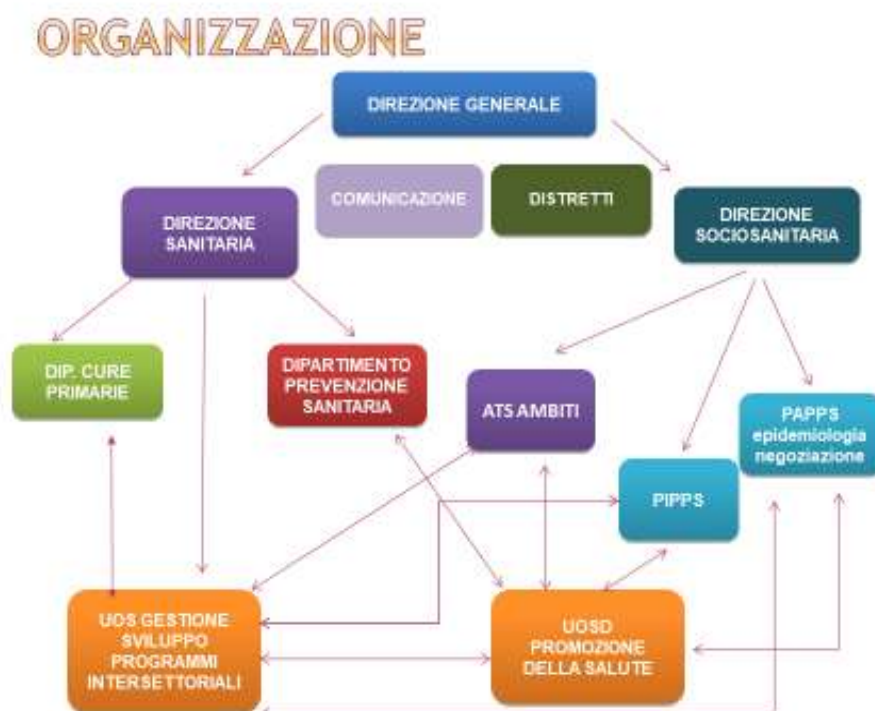 ORGANIZZAZIONE
DIREZIONE GENERALE
COMUNICAZIONE
DISTRETTI
DIREZIONE
SANITARIA
DIREZIONE
SOCIOSANITARIA
DIP. CURE
PRIMARIE
DIPARTIMENTO
PREVENZIONE
SANITARIA
ATS AMBITI
PAPPS
epidemiologia
negoziazione
PIPPS
UOS GESTIONE
SVILUPPO
PROGRAMMI
INTERSETTORIALI
UOSD
PROMOZIONE
DELLA SALUTE